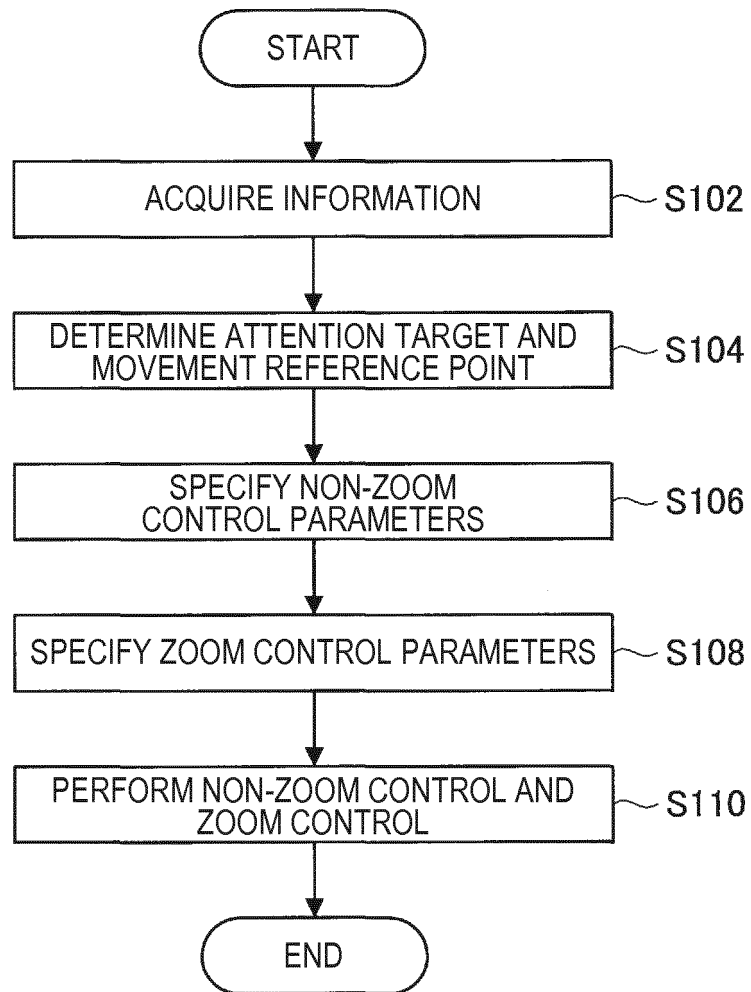 START
ACQUIRE INFORMATION
S102
DETERMINE ATTENTION TARGET AND
MOVEMENT REFERENCE POINT
S104
SPECIFY NON-ZOOM
CONTROL PARAMETERS
S106
SPECIFY ZOOM CONTROL PARAMETERS
S108
PERFORM NON-ZOOM CONTROL AND
ZOOM CONTROL
S110
END